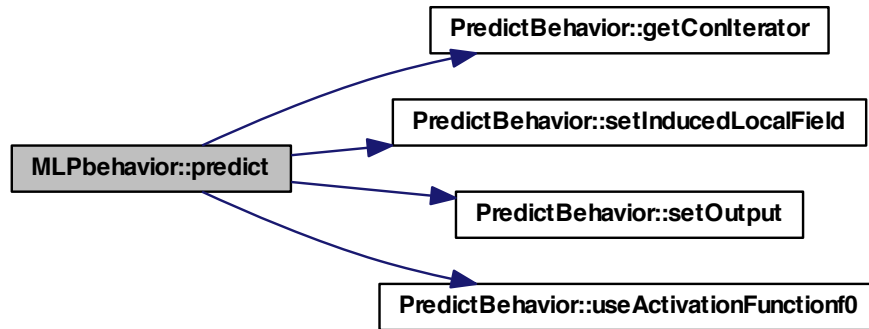 PredictBehavior::getConIterator
PredictBehavior::setInducedLocalField
MLPbehavior::predict
PredictBehavior::setOutput
PredictBehavior::useActivationFunctionf0